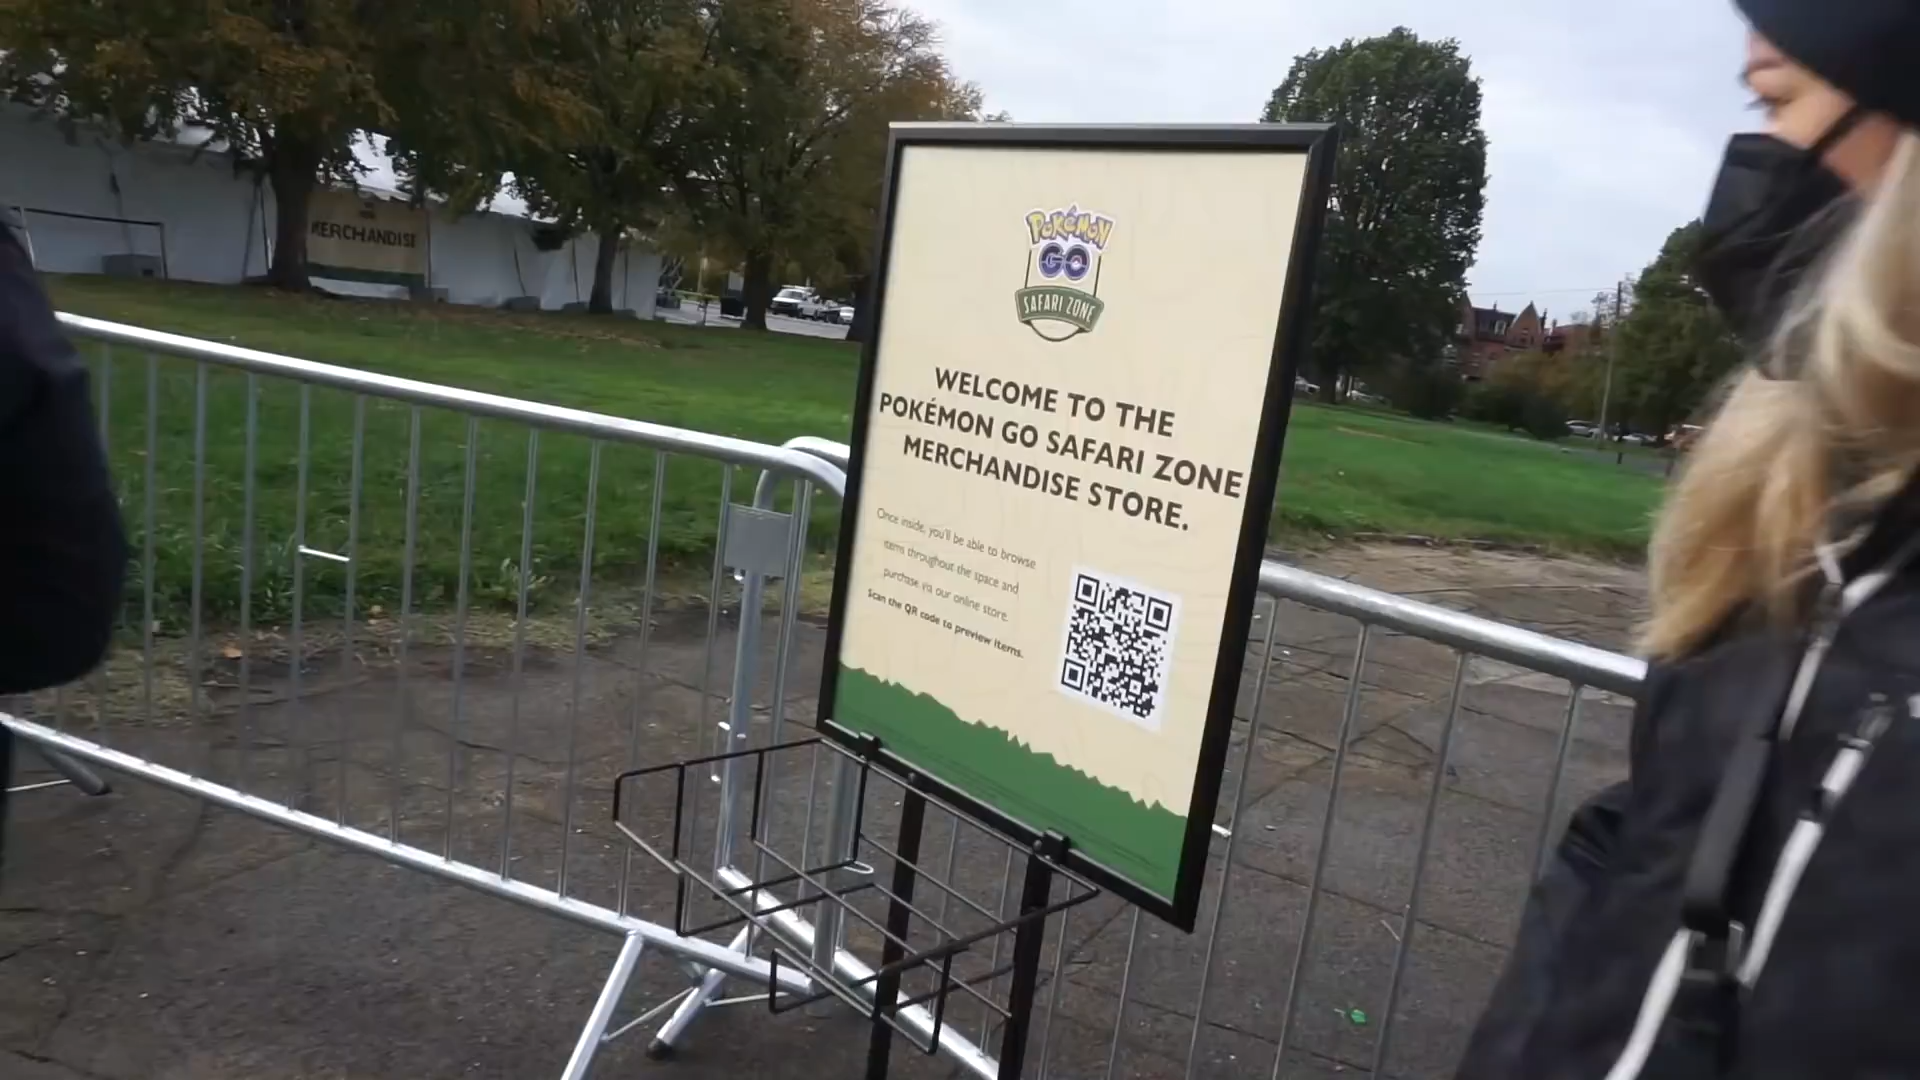 MERCHANDISE
POKÉMON
GO
SAFARI ZONE
WELCOME TO THE
POKÉMON GO SAFARI ZONE
MERCHANDISE STORE.
Once inside, you'll be able to browse
items throughout the space and
purchase via our online store.
Scan the QR code to preview items.